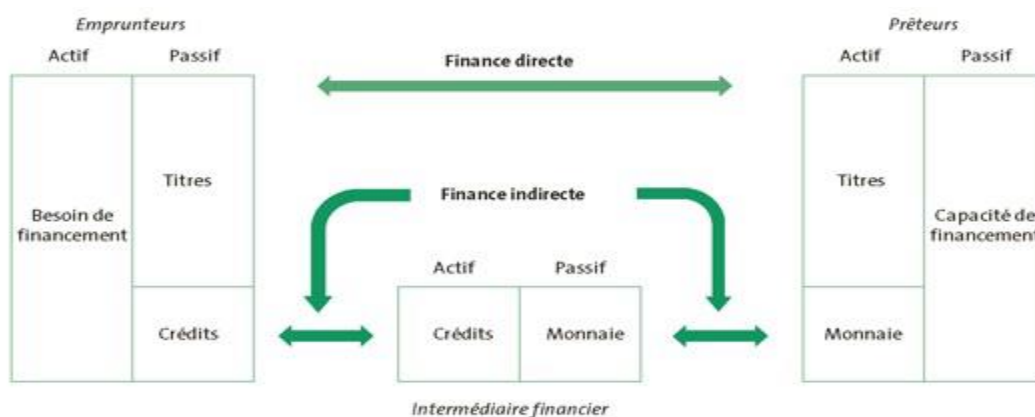 Emprunteurs
Prêteurs
Actif
Passif
Finance directe
Actif
Passif
Titres
Titres
Finance indirecte
Besoin de
financement
Capacité de
financement
Actif
Passif
Crédits
Crédits
Monnaie
Monnaie
Intermédiaire financier